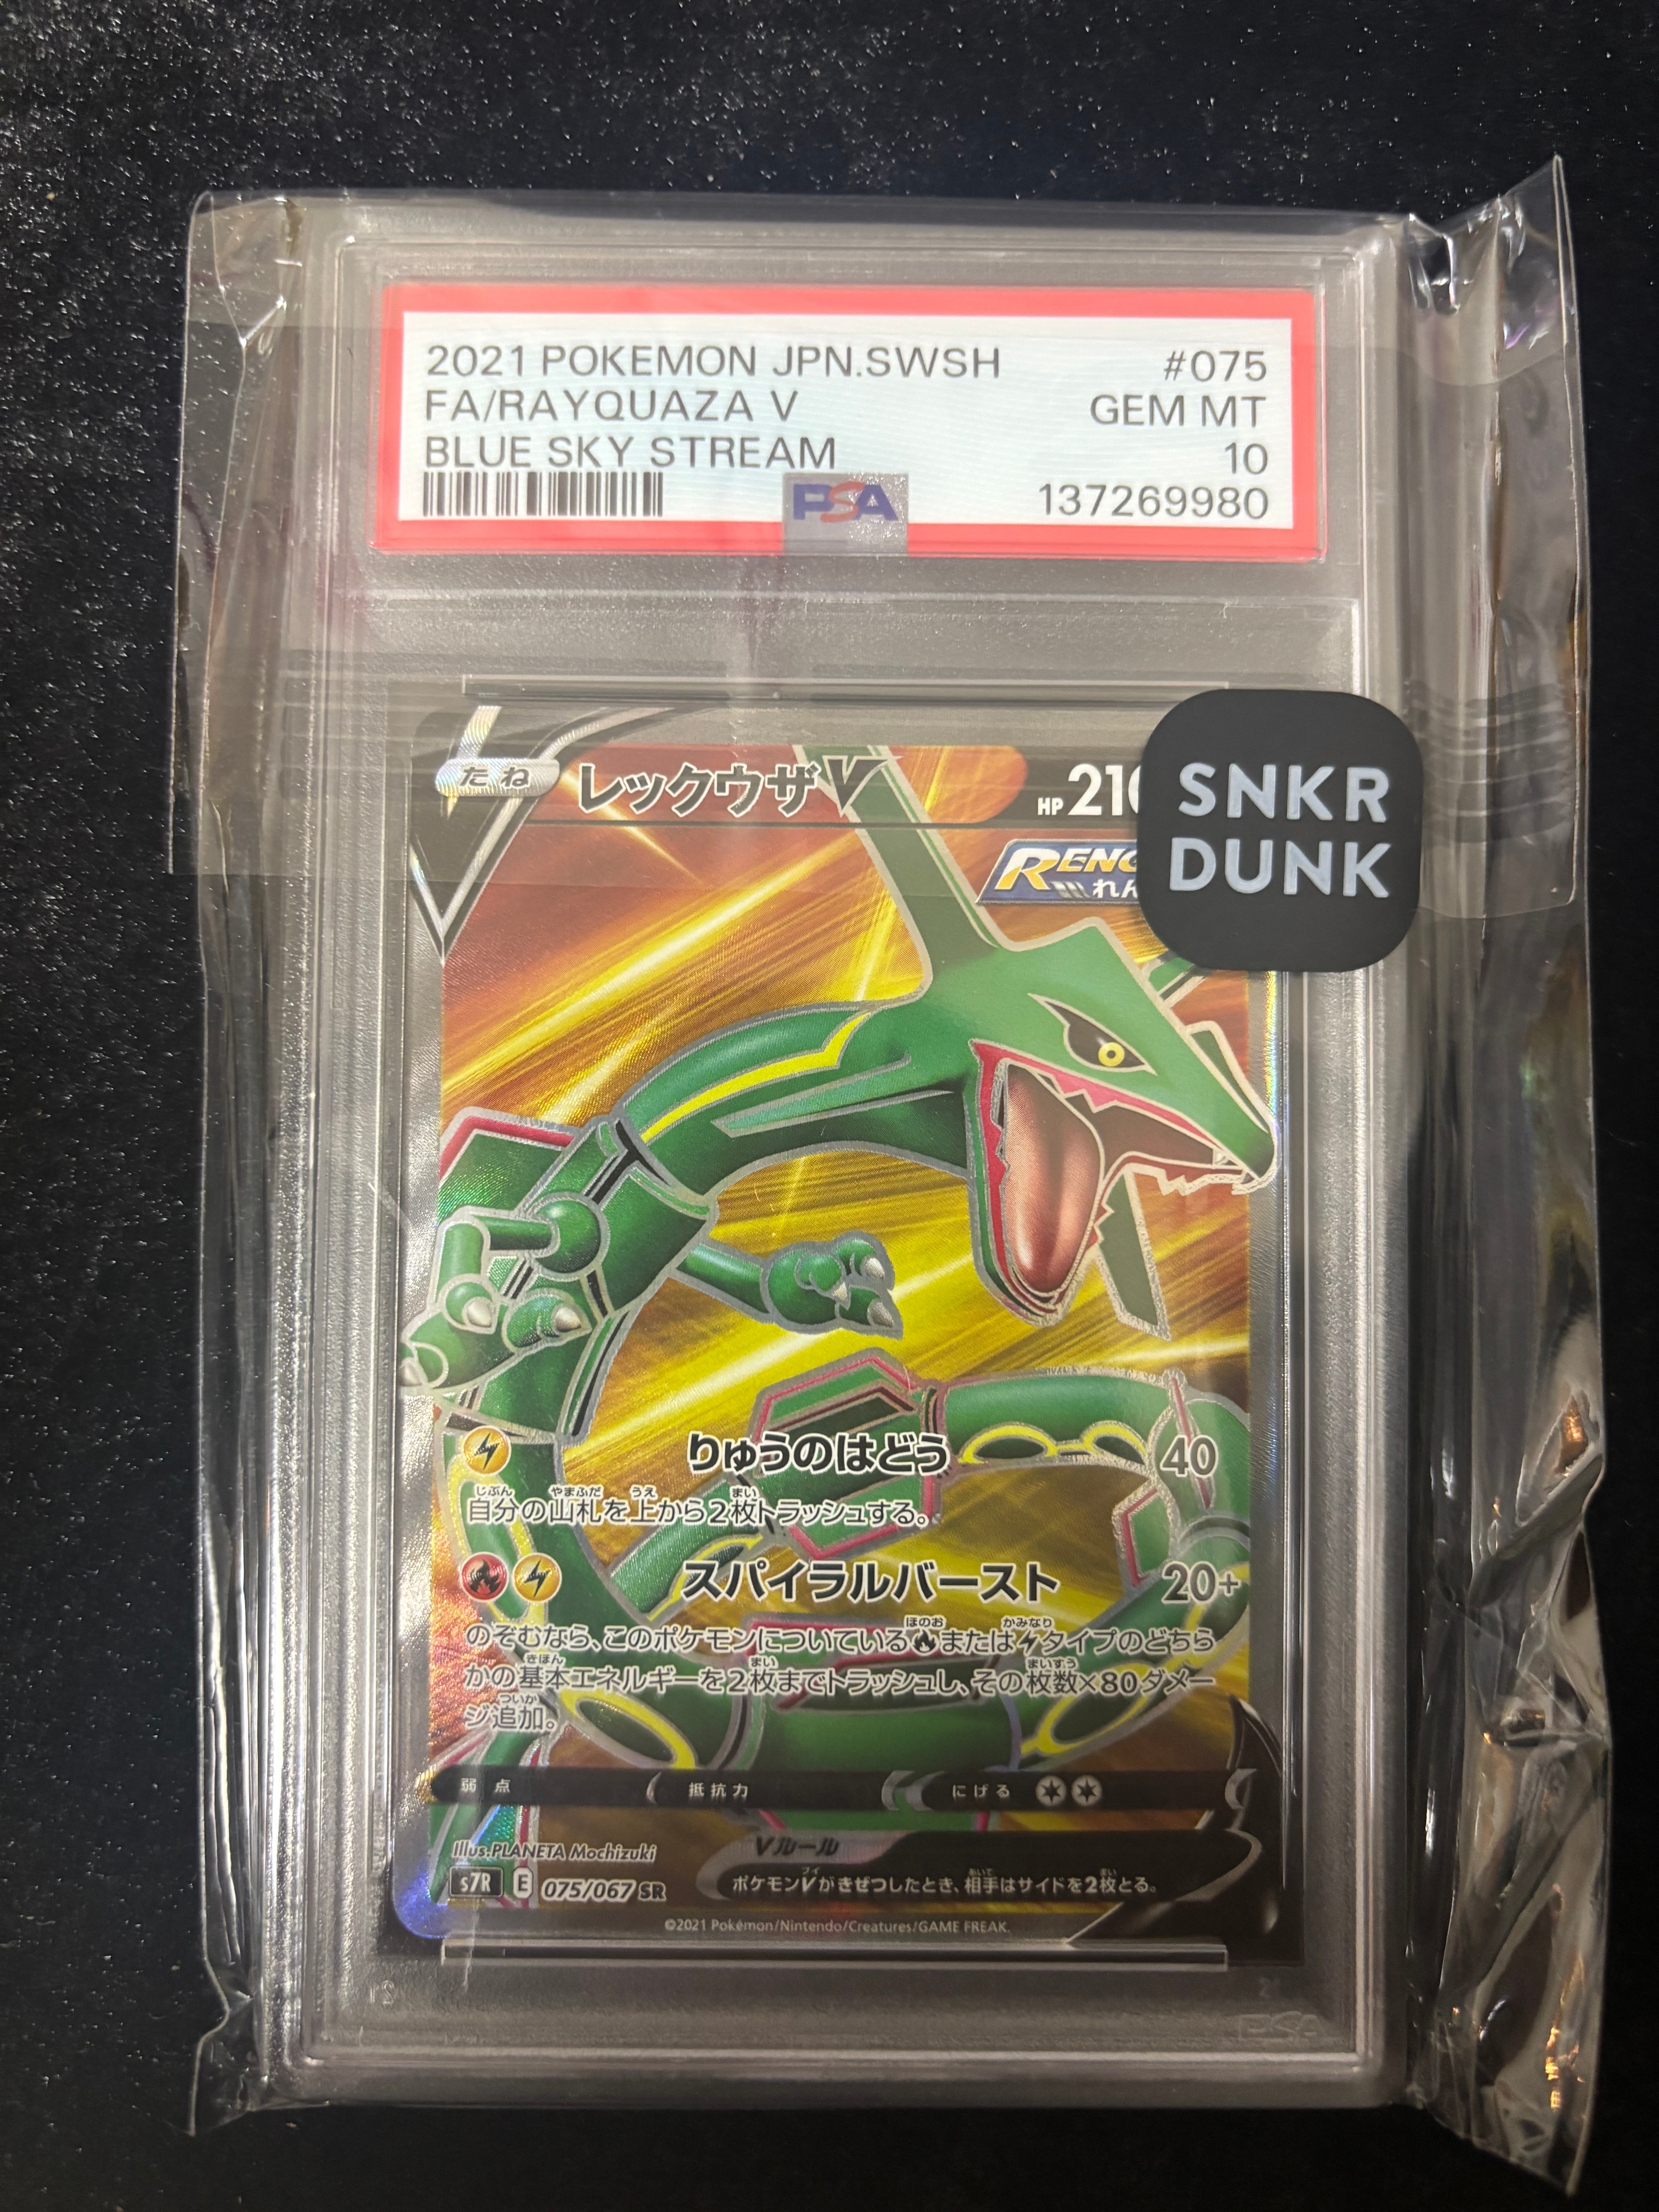 2021 POKEMON JPN.SWSH #075
FA/RAYQUAZA V GEM MT
BLUE SKY STREAM 10
PSA 137269980
たね レックウザV HP 210
SNKR
DUNK
りゅうのはどう 40
自分の山札を上から2枚トラッシュする。
スパイラルバースト 20+
のぞむなら、このポケモンについているまたはタイプのどちら
かの基本エネルギーを2枚までトラッシュし、その枚数×80ダメー
ジ追加。
弱点 抵抗力 にげる
Illus.PLANETA Mochizuki
Vルール
s7R E 075/067 SR
ポケモンVがきぜつしたとき、相手はサイドを2枚とる。
©2021 Pokémon/Nintendo/Creatures/GAME FREAK.
PSA